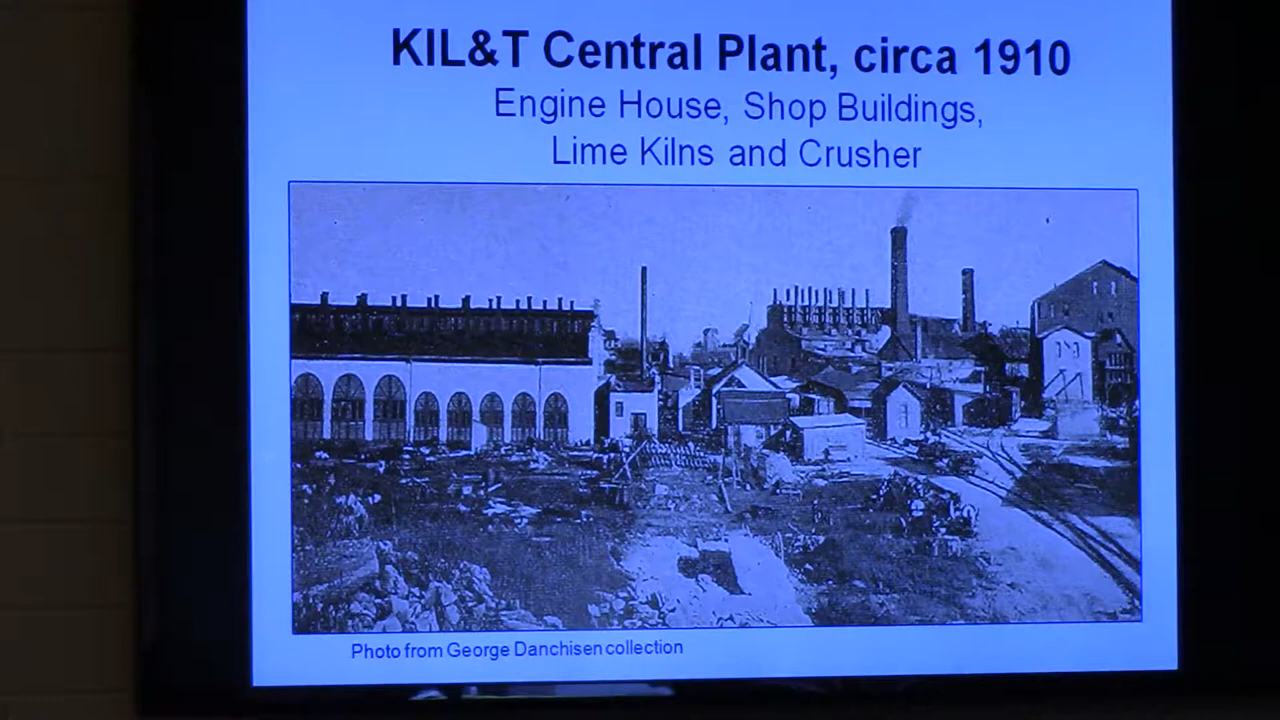 KIL&T Central Plant, circa 1910
Engine House, Shop Buildings,
Lime Kilns and Crusher
Photo from George Danchisen collection